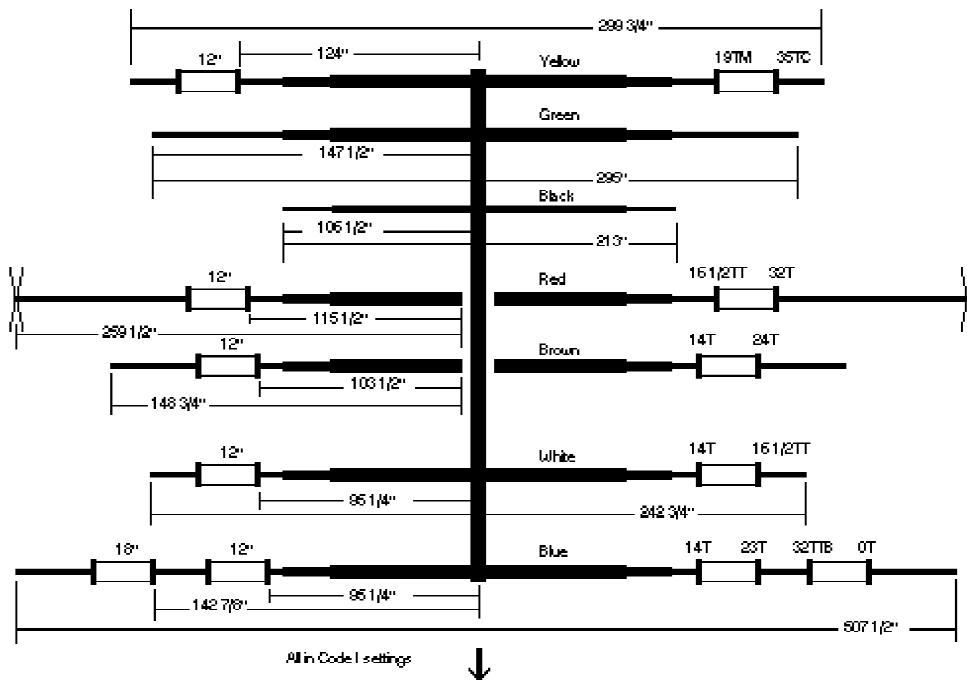 299 3/4"
124"
12" Yellow 19TM 35TC
Green
147 1/2"
295"
Black
106 1/2"
213"
12" Red 16 1/2TT 32T
115 1/2"
259 1/2"
12" Brown 14T 24T
103 1/2"
148 3/4"
12" White 14T 16 1/2TT
95 1/4"
242 3/4"
18" 12" Blue 14T 23T 32TTB 0T
95 1/4"
142 7/8"
507 1/2"
All in Code I settings